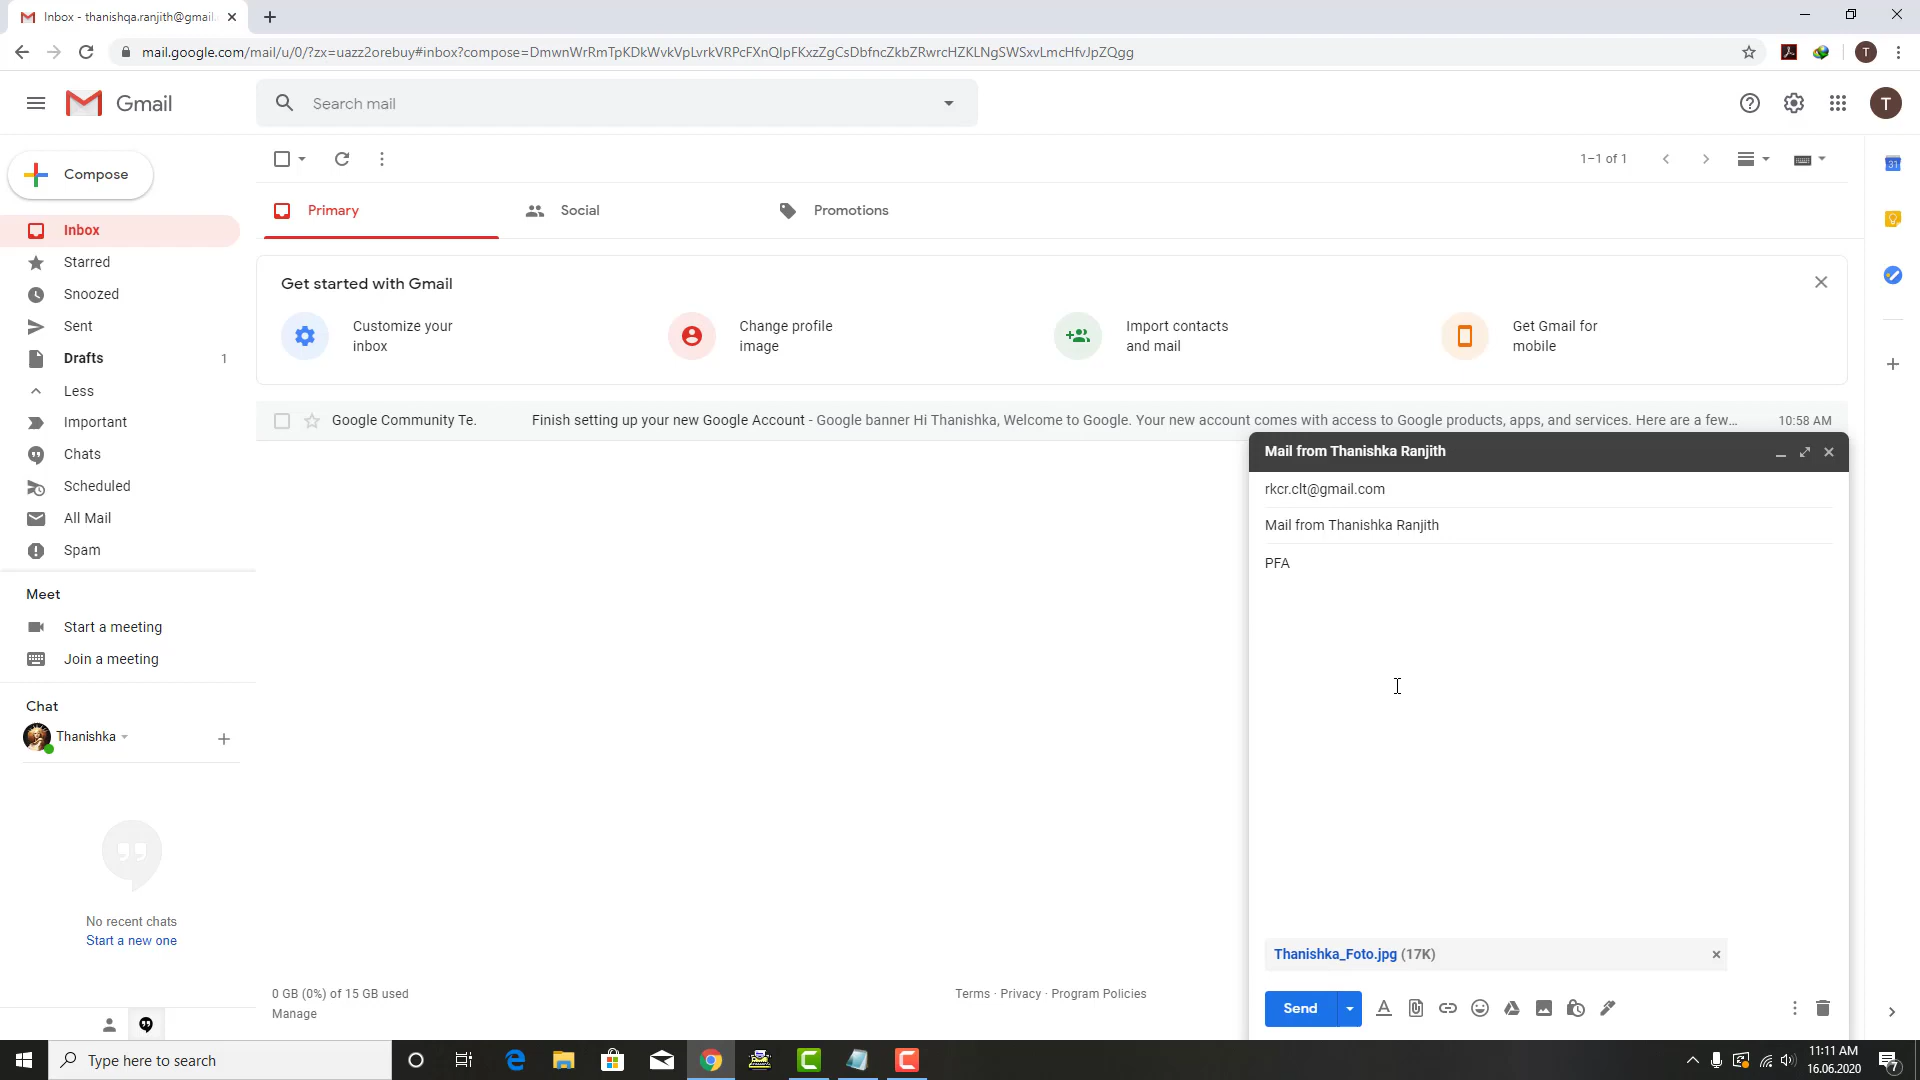 Inbox - thanishqa.ranjith@gmail.
mail.google.com/mail/u/0/?zx=uazz2orebuy#inbox?compose=DmwnWrRmTpKDkWvkVpLvrkVRPcFXnQlpFKxzZgCsDbfncZkbZRwrcHZKLNgSWSxvLmcHfvJpZQgg
T
Gmail
Search mail
T
Compose
1–1 of 1
31
Primary
Social
Promotions
Inbox
Starred
Snoozed
Sent
Drafts 1
Less
Important
Chats
Scheduled
All Mail
Spam
Get started with Gmail
Customize your
inbox
Change profile
image
Import contacts
and mail
Get Gmail for
mobile
Google Community Te. Finish setting up your new Google Account - Google banner Hi Thanishka, Welcome to Google. Your new account comes with access to Google products, apps, and services. Here are a few… 10:58 AM
Mail from Thanishka Ranjith
rkcr.clt@gmail.com
Mail from Thanishka Ranjith
PFA
Thanishka_Foto.jpg (17K)
Send
Meet
Start a meeting
Join a meeting
Chat
Thanishka
No recent chats
Start a new one
0 GB (0%) of 15 GB used
Manage
Terms · Privacy · Program Policies
Type here to search
11:11 AM
16.06.2020
7